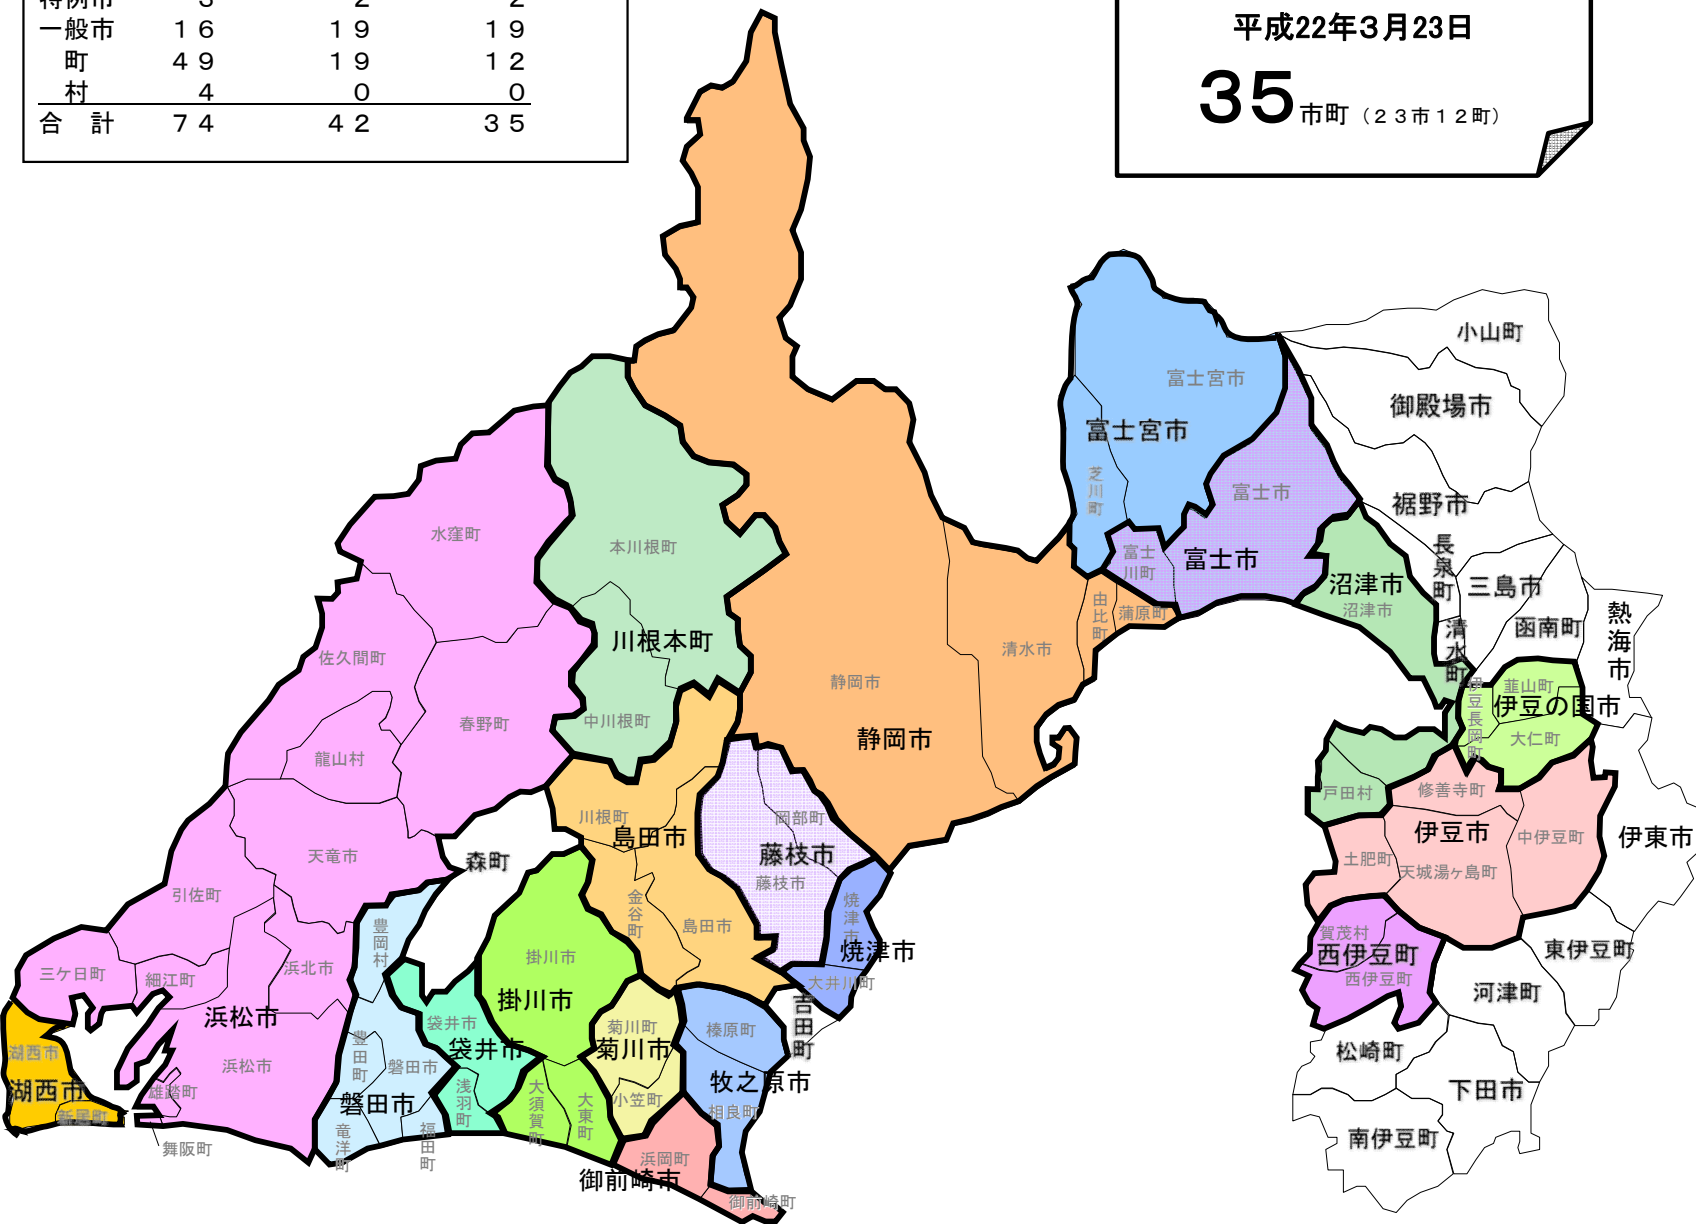 特例市 3 2 2
一般市 16 19 19
町 49 19 12
村 4 0 0
合 計 74 42 35
平成22年3月23日
35市町（23市12町）
小山町
富士宮市
御殿場市
富士宮市
芝川町
富士市
裾野市
水窪町
本川根町
富士川町
富士市
長泉町
沼津市
沼津市
三島市
由比町
蒲原町
熱海市
函南町
清水町
川根本町
清水市
佐久間町
静岡市
伊豆長岡町
韮山町
伊豆の国市
春野町
中川根町
静岡市
大仁町
龍山村
戸田村
修善寺町
川根町
島田市
岡部町
伊豆市
中伊豆町
伊東市
森町
天竜市
藤枝市
土肥町
天城湯ヶ島町
藤枝市
引佐町
金谷町
島田市
焼津市
豊岡村
賀茂村
焼津市
西伊豆町
東伊豆町
掛川市
三ケ日町
細江町
浜北市
大井川町
西伊豆町
掛川市
河津町
浜松市
吉田町
袋井市
菊川町
榛原町
湖西市
豊田町
袋井市
菊川市
松崎町
浜松市
磐田市
牧之原市
湖西市
雄踏町
浅羽町
大須賀町
大東町
小笠町
下田市
磐田市
相良町
新居町
竜洋町
福田町
舞阪町
南伊豆町
浜岡町
御前崎市
御前崎町